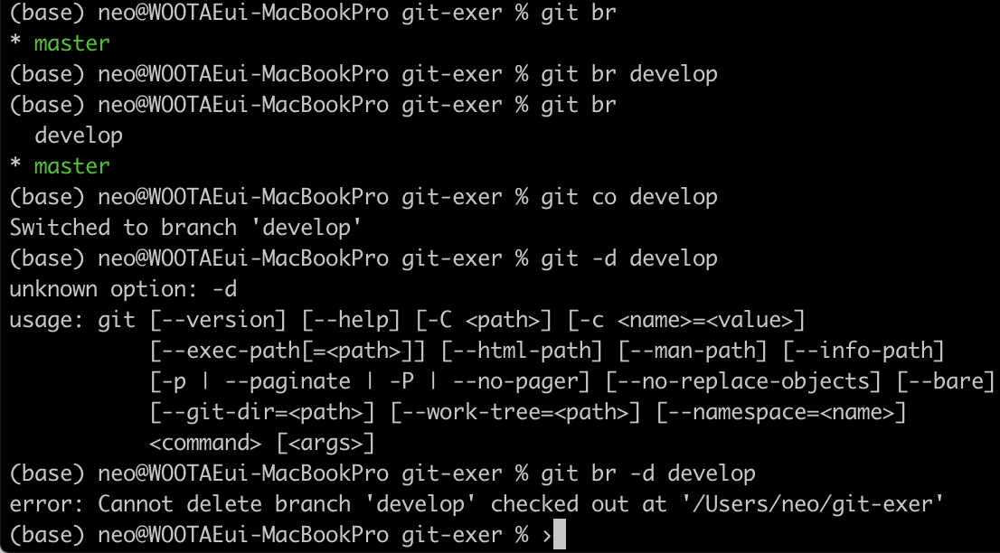 (base) neo@WOOTAEui-MacBookPro git-exer % git br
* master
(base) neo@WOOTAEui-MacBookPro git-exer % git br develop
(base) neo@WOOTAEui-MacBookPro git-exer % git br
  develop
* master
(base) neo@WOOTAEui-MacBookPro git-exer % git co develop
Switched to branch 'develop'
(base) neo@WOOTAEui-MacBookPro git-exer % git -d develop
unknown option: -d
usage: git [--version] [--help] [-C <path>] [-c <name>=<value>]
           [--exec-path[=<path>]] [--html-path] [--man-path] [--info-path]
           [-p | --paginate | -P | --no-pager] [--no-replace-objects] [--bare]
           [--git-dir=<path>] [--work-tree=<path>] [--namespace=<name>]
           <command> [<args>]
(base) neo@WOOTAEui-MacBookPro git-exer % git br -d develop
error: Cannot delete branch 'develop' checked out at '/Users/neo/git-exer'
(base) neo@WOOTAEui-MacBookPro git-exer % ›